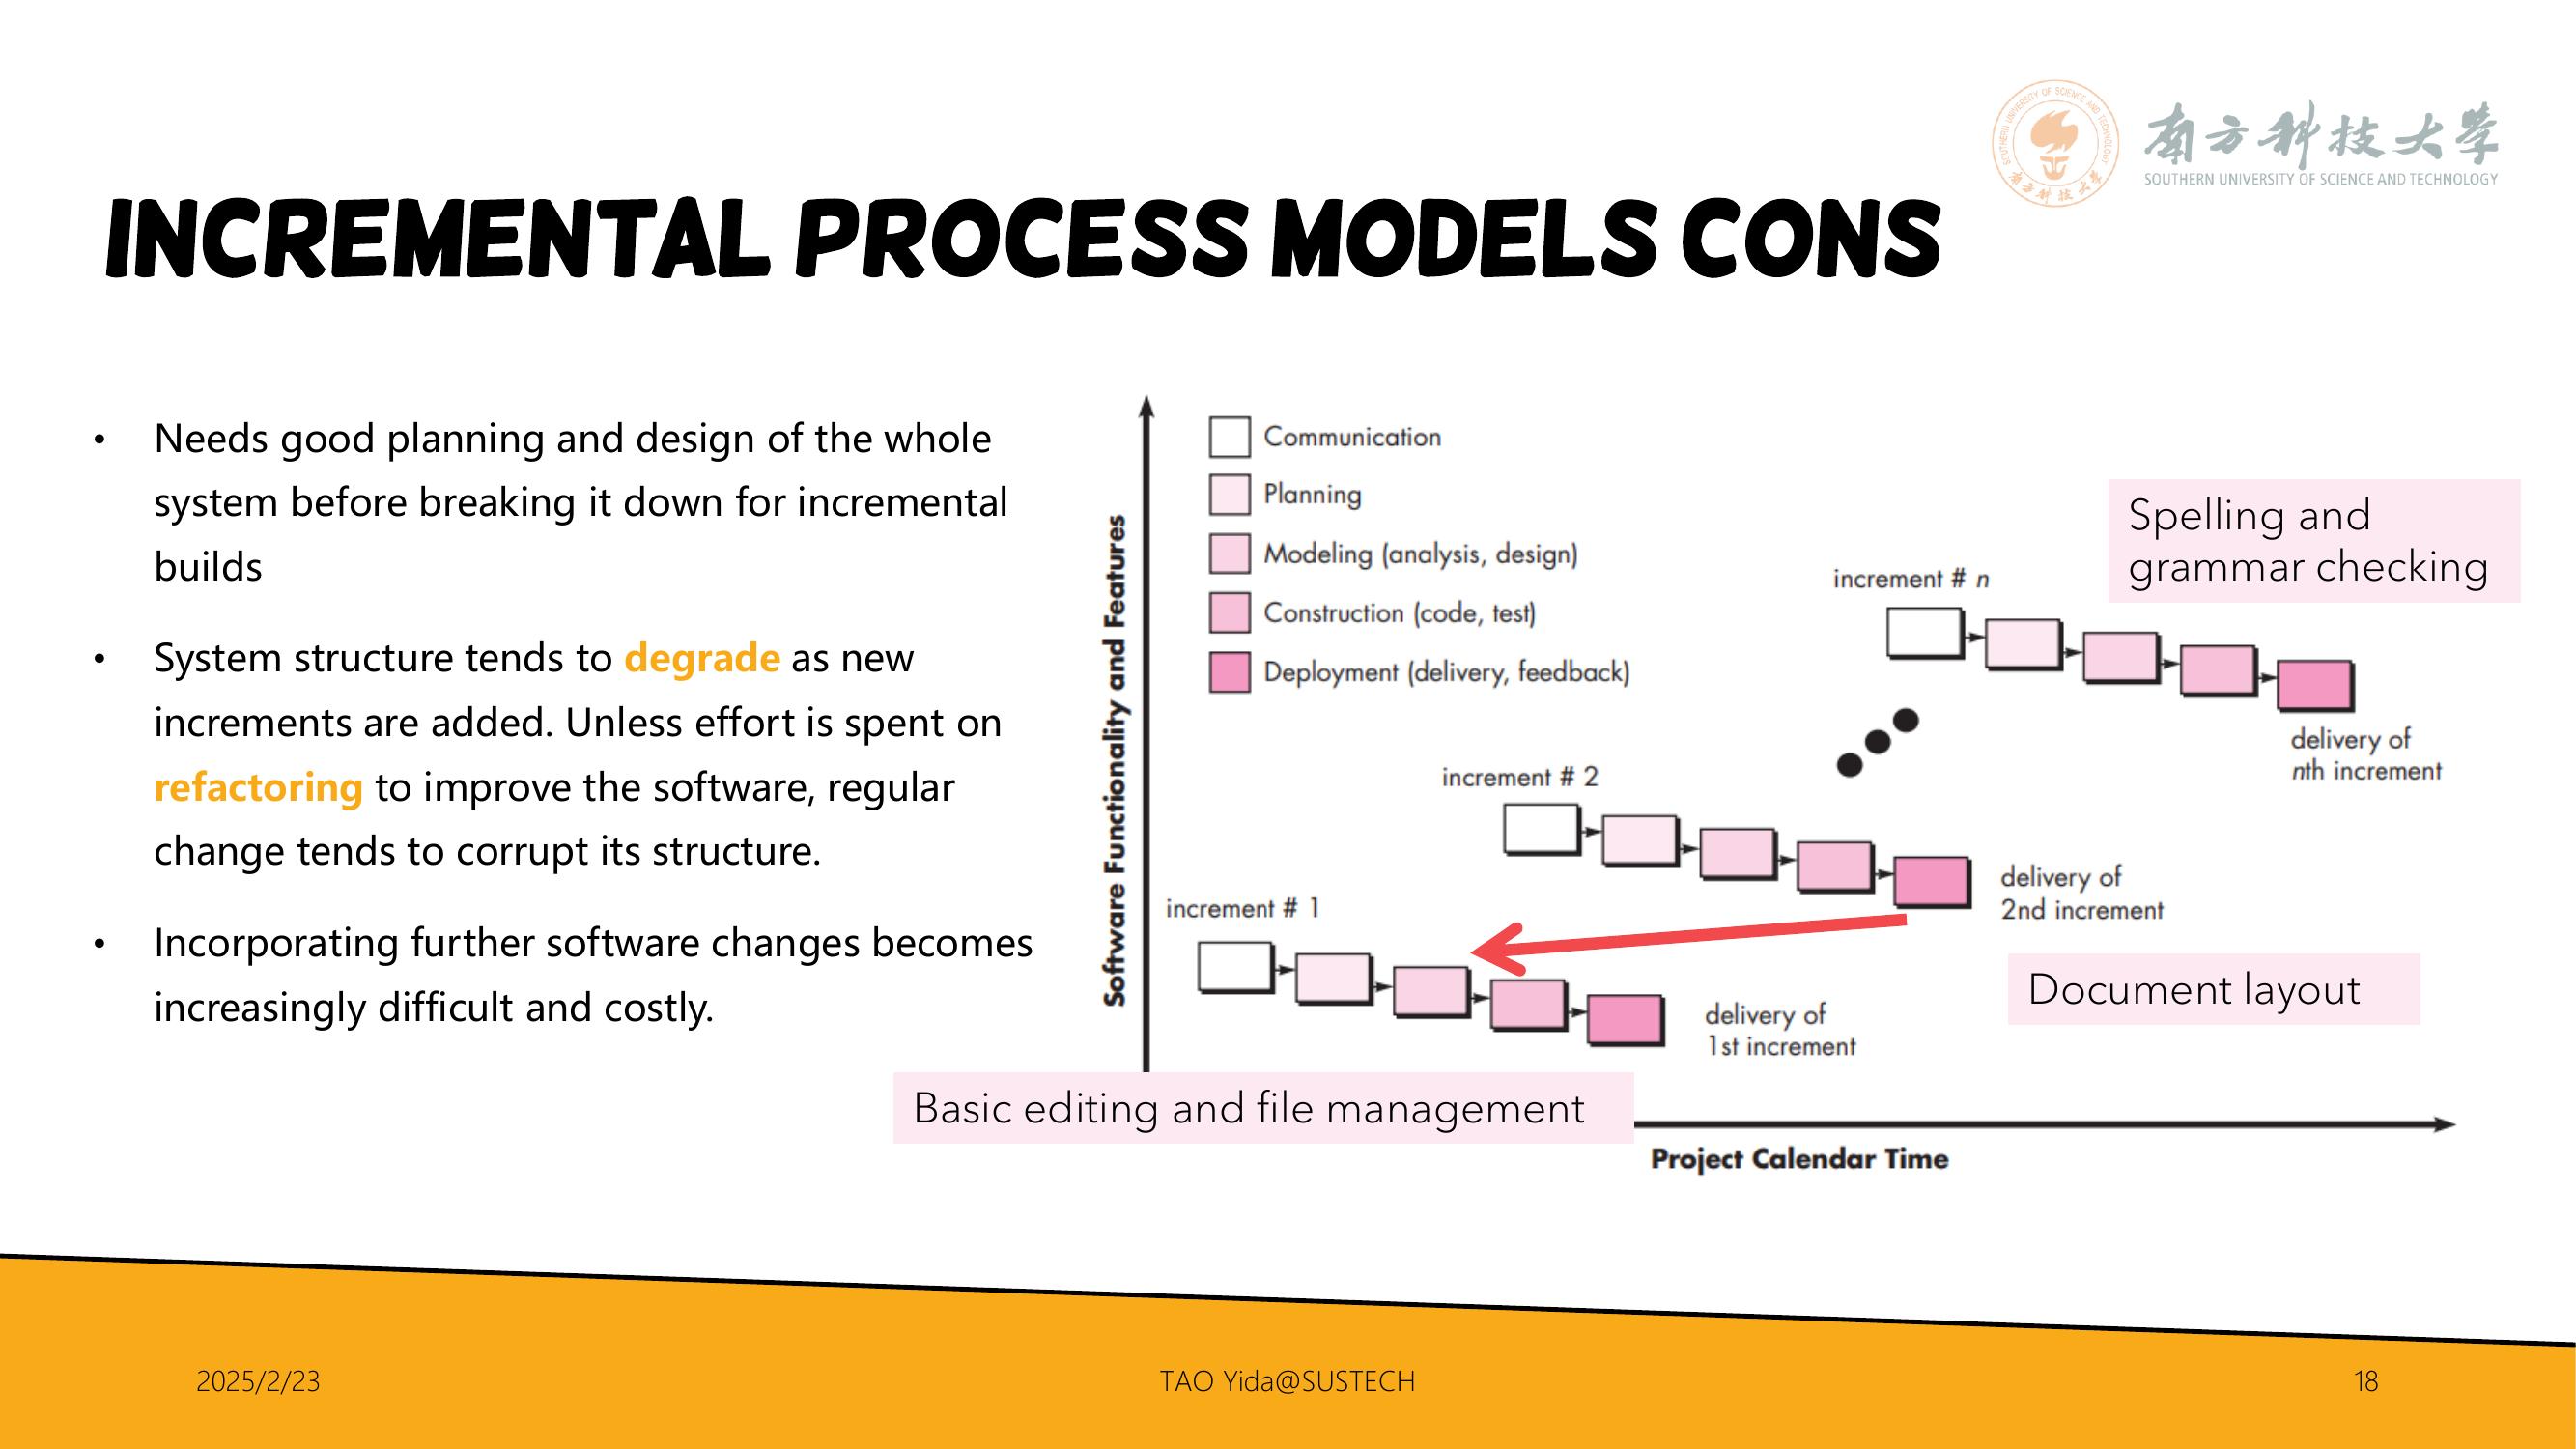 南方科技大學
SOUTHERN UNIVERSITY OF SCIENCE AND TECHNOLOGY
INCREMENTAL PROCESS MODELS CONS
• Needs good planning and design of the whole
system before breaking it down for incremental
builds
• System structure tends to degrade as new
increments are added. Unless effort is spent on
refactoring to improve the software, regular
change tends to corrupt its structure.
• Incorporating further software changes becomes
increasingly difficult and costly.
Software Functionality and Features
Communication
Planning
Modeling (analysis, design)
Construction (code, test)
Deployment (delivery, feedback)
Spelling and
grammar checking
increment # n
delivery of
nth increment
increment # 2
delivery of
2nd increment
increment # 1
Document layout
delivery of
1st increment
Basic editing and file management
Project Calendar Time
2025/2/23
TAO Yida@SUSTECH
18